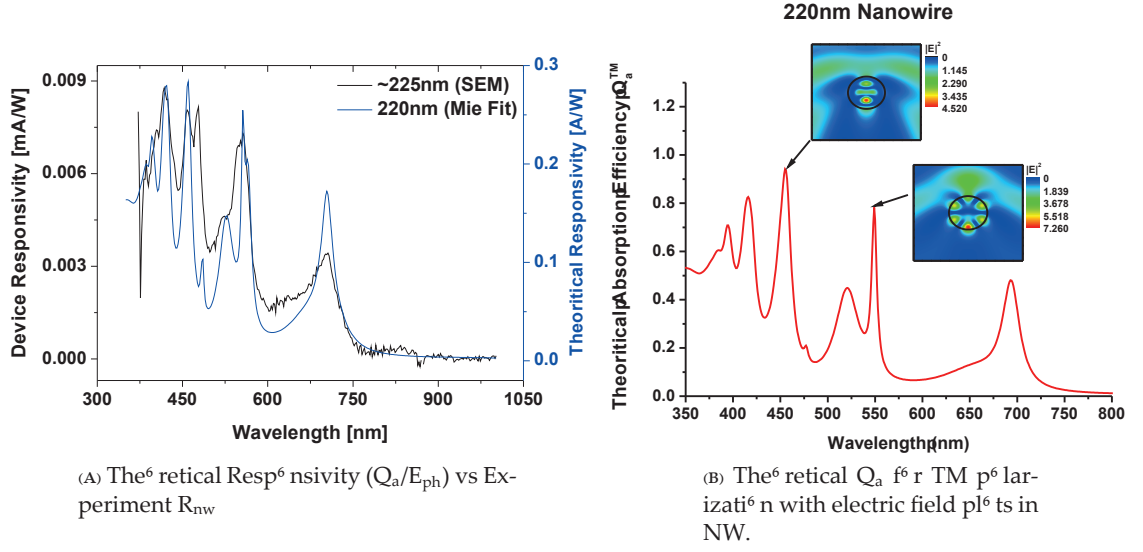 220nm Nanowire
0.009
0.006
0.003
0.000
Device Responsivity [mA/W]
~225nm (SEM)
220nm (Mie Fit)
0.3
0.2
0.1
0.0
Theoritical Responsivity [A/W]
300 450 600 750 900 1050
Wavelength [nm]
(A) The⁶ retical Resp⁶ nsivity (Qa/Eph) vs Ex-
periment Rnw
TheoriticalpAbsorptionpEfficiencypQaTM
1.2
1.0
0.8
0.6
0.4
0.2
0.0
|E|²
0
1.145
2.290
3.435
4.520
|E|²
0
1.839
3.678
5.518
7.260
350 400 450 500 550 600 650 700 750 800
Wavelengthp(nm)
(B) The⁶ retical Qa f⁶ r TM p⁶ lar-
izati⁶ n with electric field pl⁶ ts in
NW.